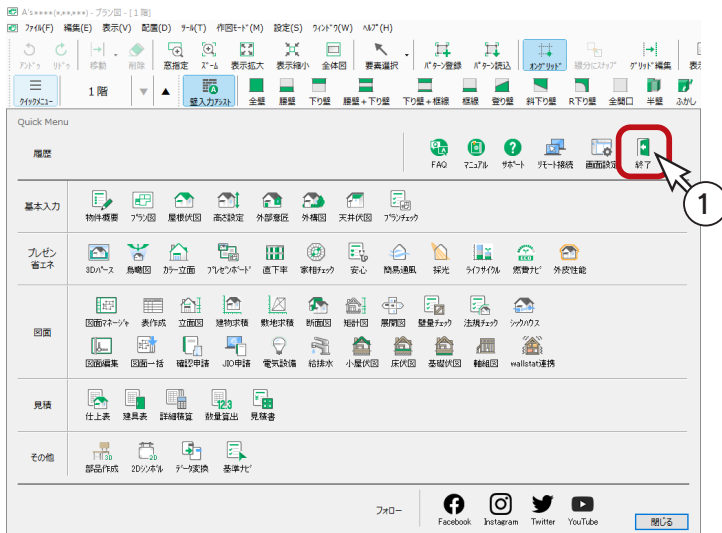 A's****(*,**,***) - プラン図 - [1 階]
ファイル(F) 編集(E) 表示(V) 配置(D) ツール(T) 作図モード(M) 設定(S) ウィンドウ(W) ヘルプ(H)
アンドゥ リドゥ 移動 削除 窓指定 ズーム 表示拡大 表示縮小 全体図 要素選択 パターン登録 パターン読込 オングリッド 線分にスナップ グリッド編集 表
クイックメニュー 1 階 ▼ ▲ 壁入力アシスト 全壁 腰壁 下り壁 腰壁+下り壁 下り壁+框線 框線 登り壁 斜下り壁 R下り壁 全開口 半壁 ふかし
Quick Menu
履歴
FAQ マニュアル サポート リモート接続 画面設定 終了
1
基本入力
物件概要 プラン図 屋根伏図 高さ設定 外部意匠 外構図 天井伏図 プランチェック
プレゼン
省エネ
3Dパース 鳥瞰図 カラー立面 プレゼンボード 直下率 家相チェック 安心 簡易通風 採光 ライフサイクル 燃費ナビ 外皮性能
図面
図面マネージャ 表作成 立面図 建物求積 敷地求積 断面図 矩計図 展開図 壁量チェック 法規チェック シックハウス
図面編集 図面一括 確認申請 JIO申請 電気設備 給排水 小屋伏図 床伏図 基礎伏図 軸組図 wallstat連携
見積
仕上表 建具表 詳細積算 数量算出 見積書
その他
部品作成 2Dシンボル データ変換 基準ナビ
フォロー
Facebook Instagram Twitter YouTube
閉じる